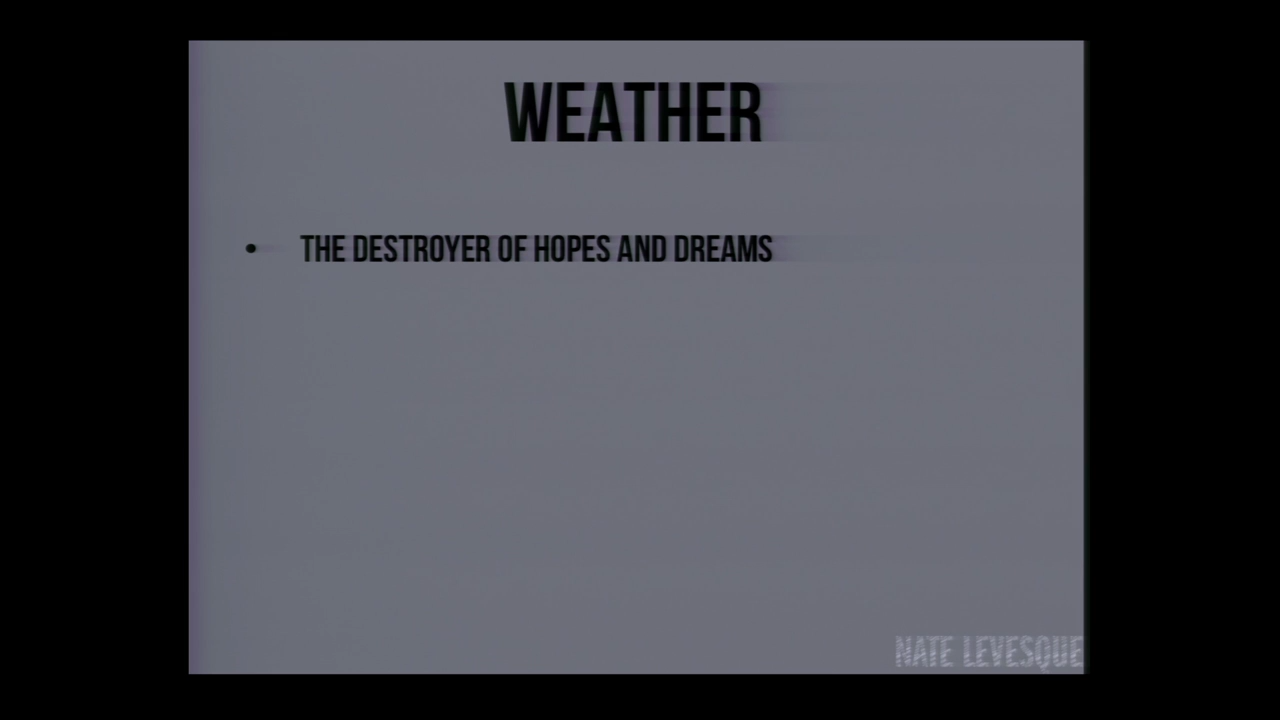 WEATHER
• THE DESTROYER OF HOPES AND DREAMS
NATE LEVESQUE